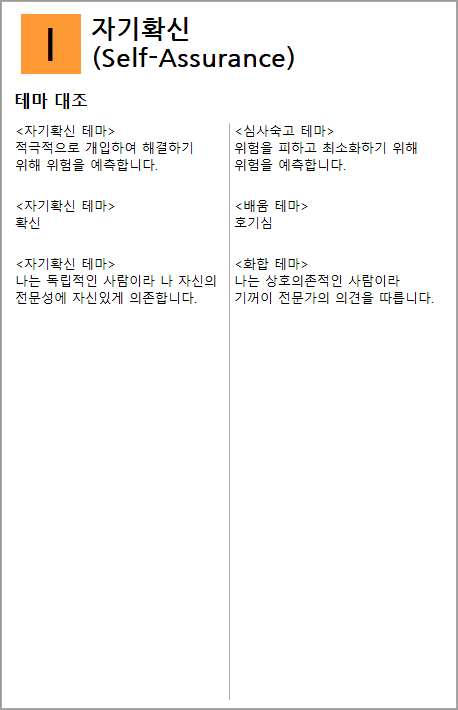 I
자기확신
(Self-Assurance)
테마 대조
<자기확신 테마>
적극적으로 개입하여 해결하기
위해 위험을 예측합니다.
<심사숙고 테마>
위험을 피하고 최소화하기 위해
위험을 예측합니다.
<자기확신 테마>
확신
<배움 테마>
호기심
<자기확신 테마>
나는 독립적인 사람이라 나 자신의
전문성에 자신있게 의존합니다.
<화합 테마>
나는 상호의존적인 사람이라
기꺼이 전문가의 의견을 따릅니다.